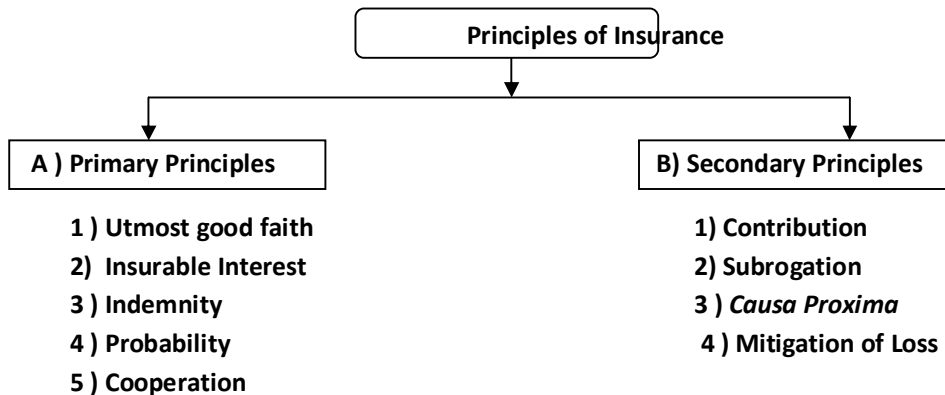 Principles of Insurance
A ) Primary Principles
1 ) Utmost good faith
2) Insurable Interest
3 ) Indemnity
4 ) Probability
5 ) Cooperation
B) Secondary Principles
1) Contribution
2) Subrogation
3 ) Causa Proxima
4 ) Mitigation of Loss